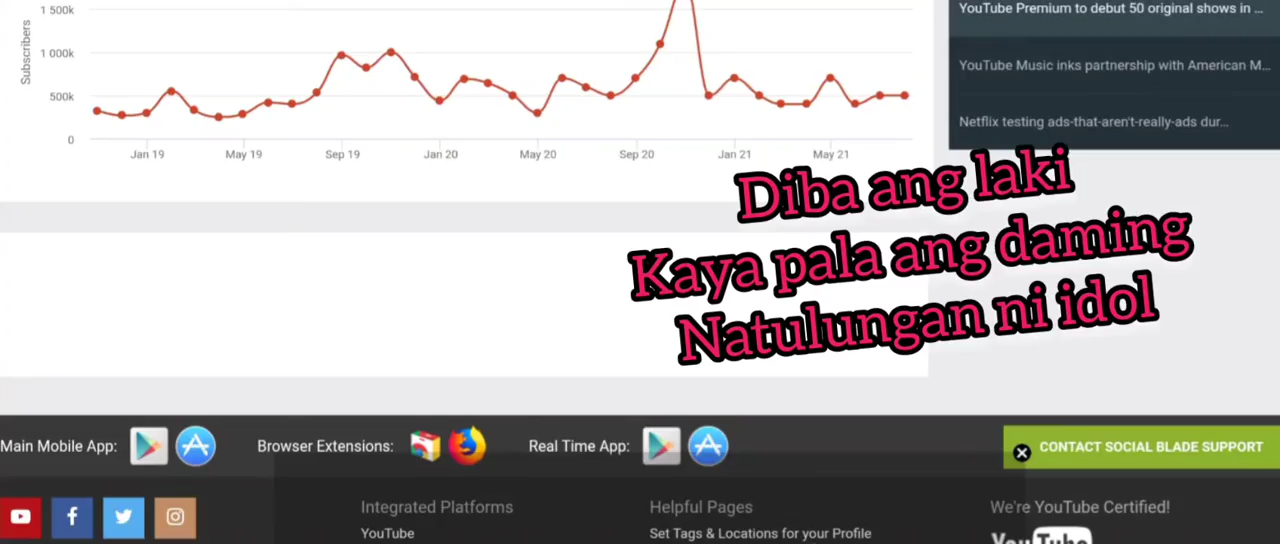 1 500k
YouTube Premium to debut 50 original shows in ...
Subscribers
1 000k
YouTube Music inks partnership with American M...
500k
Netflix testing ads-that-aren't-really-ads dur...
0
Jan 19 May 19 Sep 19 Jan 20 May 20 Sep 20 Jan 21 May 21
Diba ang laki
Kaya pala ang daming
Natulungan ni idol
Main Mobile App: Browser Extensions: Real Time App: CONTACT SOCIAL BLADE SUPPORT
Integrated Platforms Helpful Pages We're YouTube Certified!
YouTube Set Tags & Locations for your Profile YouTube